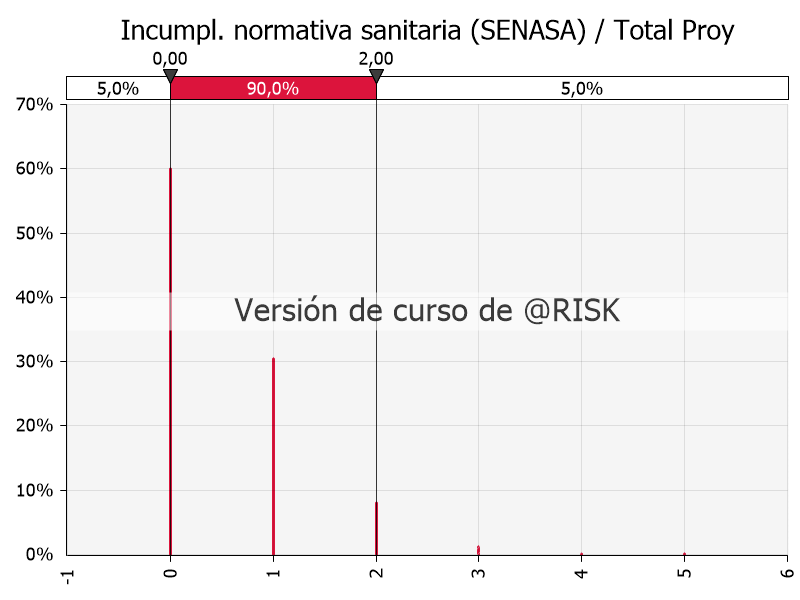 Incumpl. normativa sanitaria (SENASA) / Total Proy
0,00 2,00
5,0% 90,0% 5,0%
70%
60%
50%
40%
Versión de curso de @RISK
30%
20%
10%
0%
-1 0 1 2 3 4 5 6